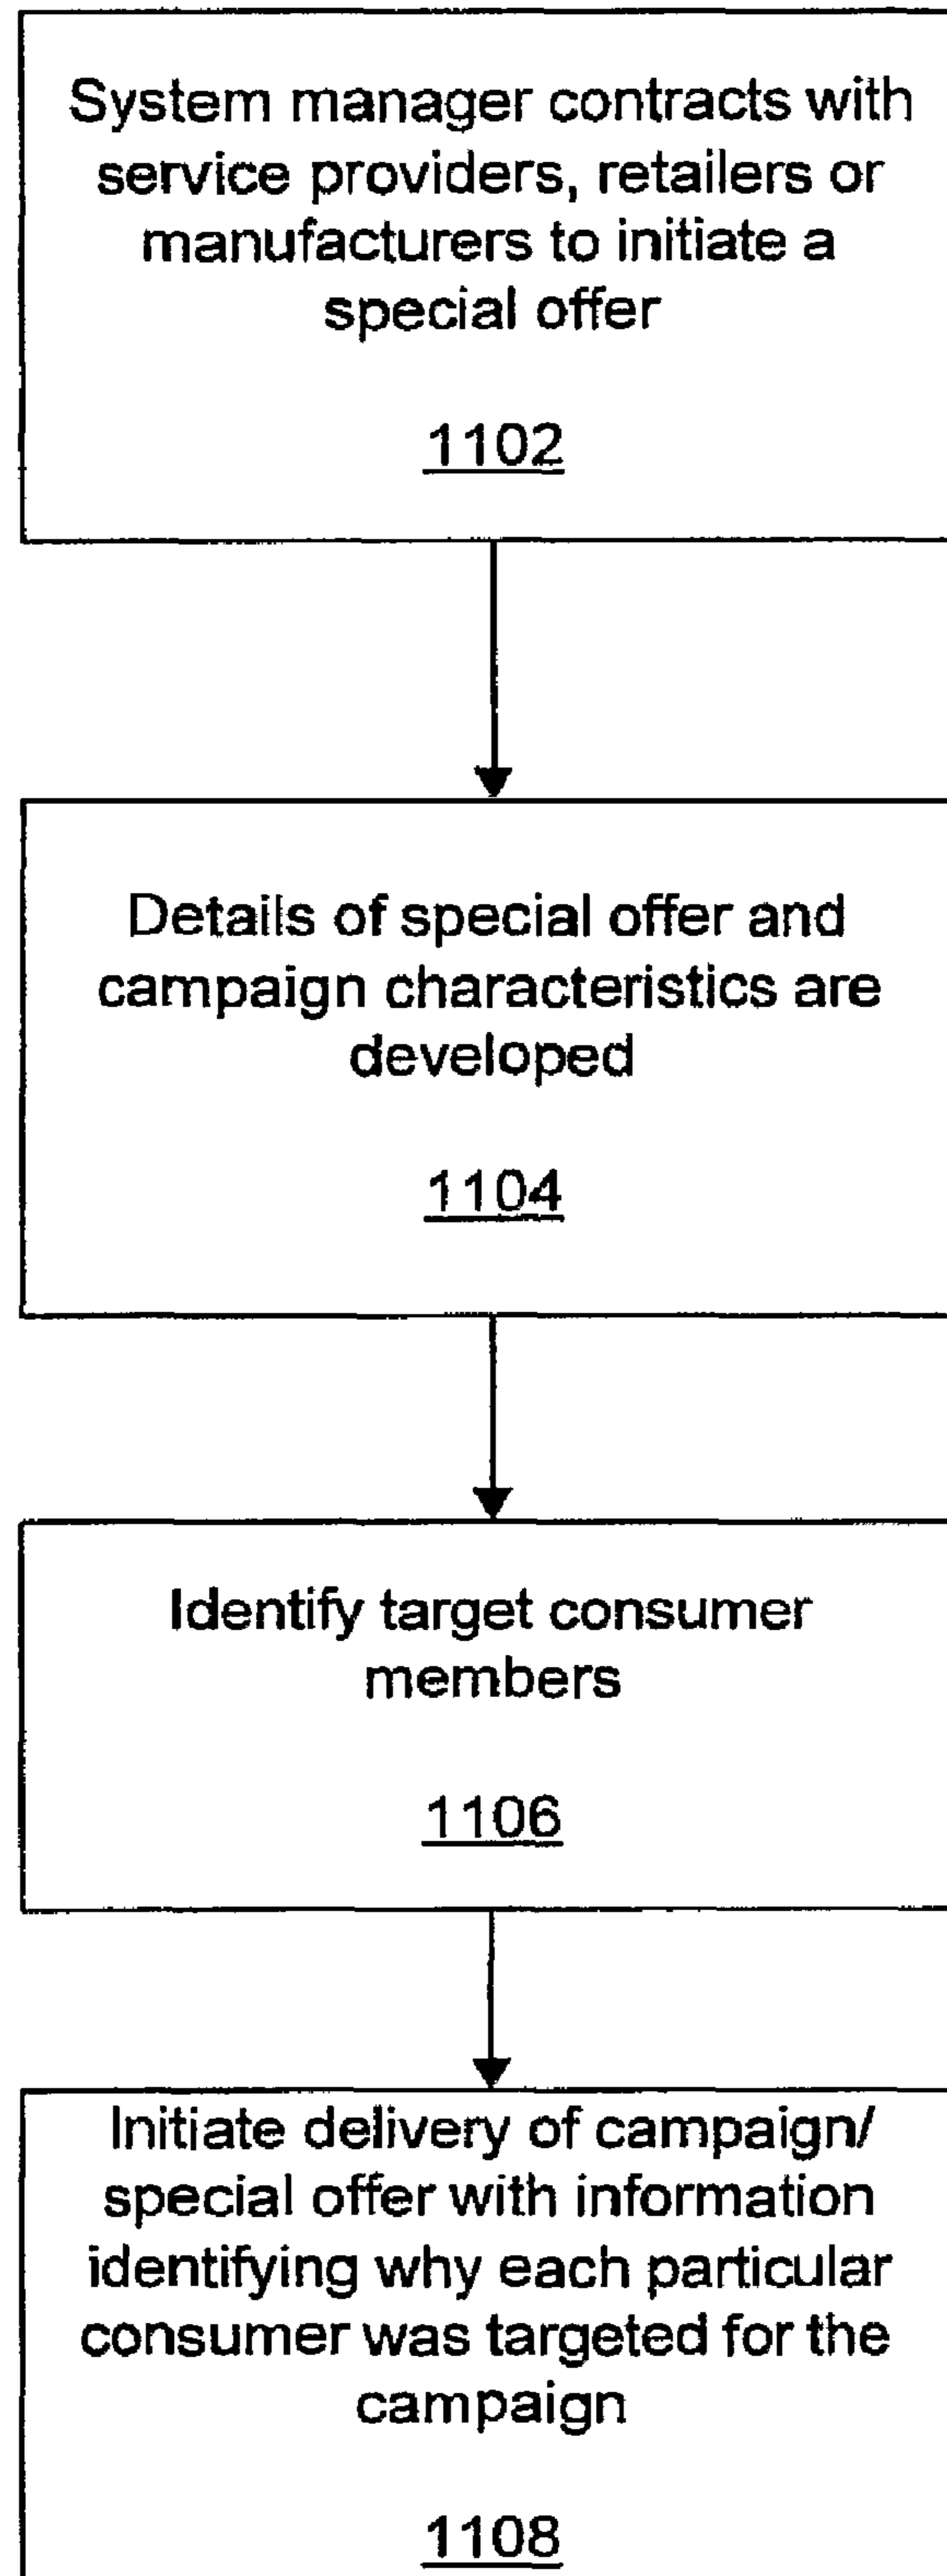 System manager contracts with
service providers, retailers or
manufacturers to initiate a
special offer
1102
Details of special offer and
campaign characteristics are
developed
1104
Identify target consumer
members
1106
Initiate delivery of campaign/
special offer with information
identifying why each particular
consumer was targeted for the
campaign
1108